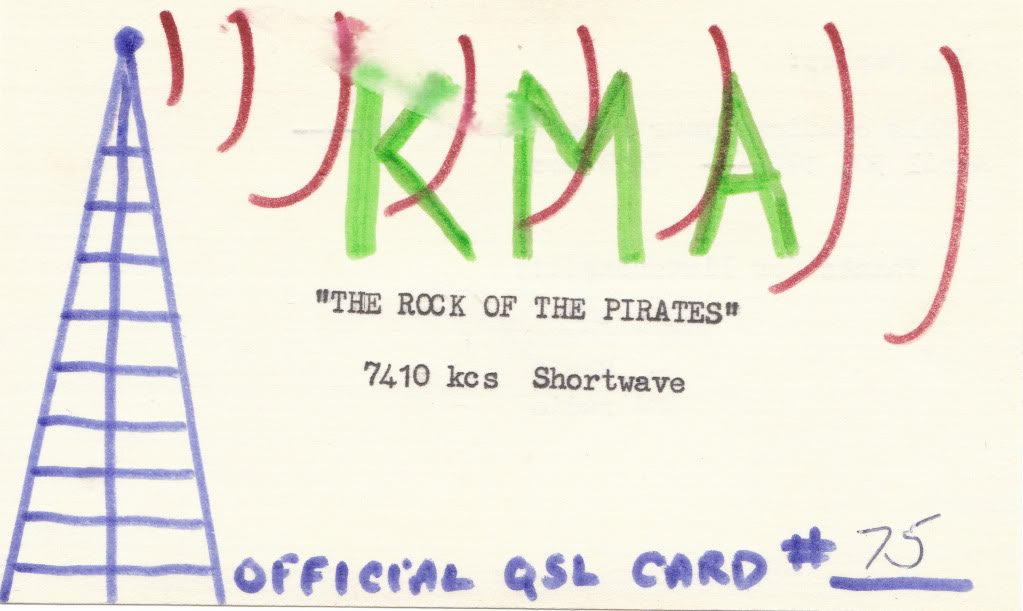 KMA
"THE ROCK OF THE PIRATES"
7410 kcs Shortwave
OFFICIAL QSL CARD # 75